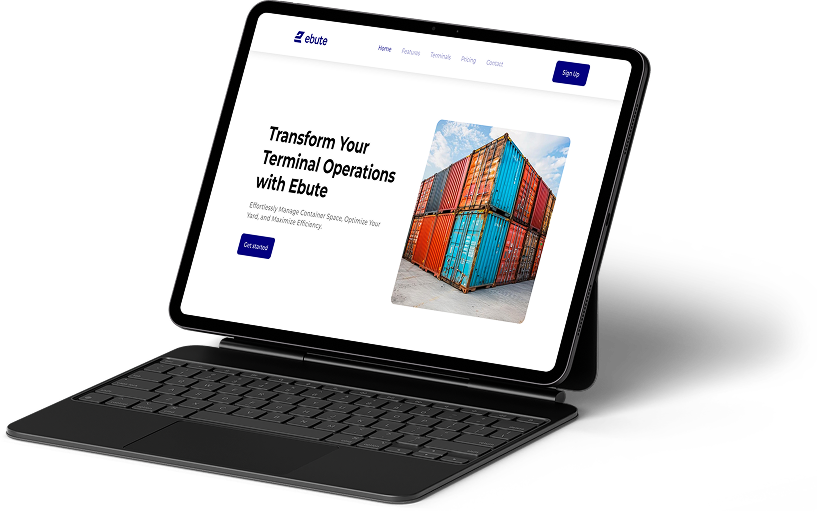 ebute
Home Features Terminals Pricing Contact
Sign Up
Transform Your
Terminal Operations
with Ebute
Effortlessly Manage Container Space, Optimize Your
Yard, and Maximize Efficiency.
Get started